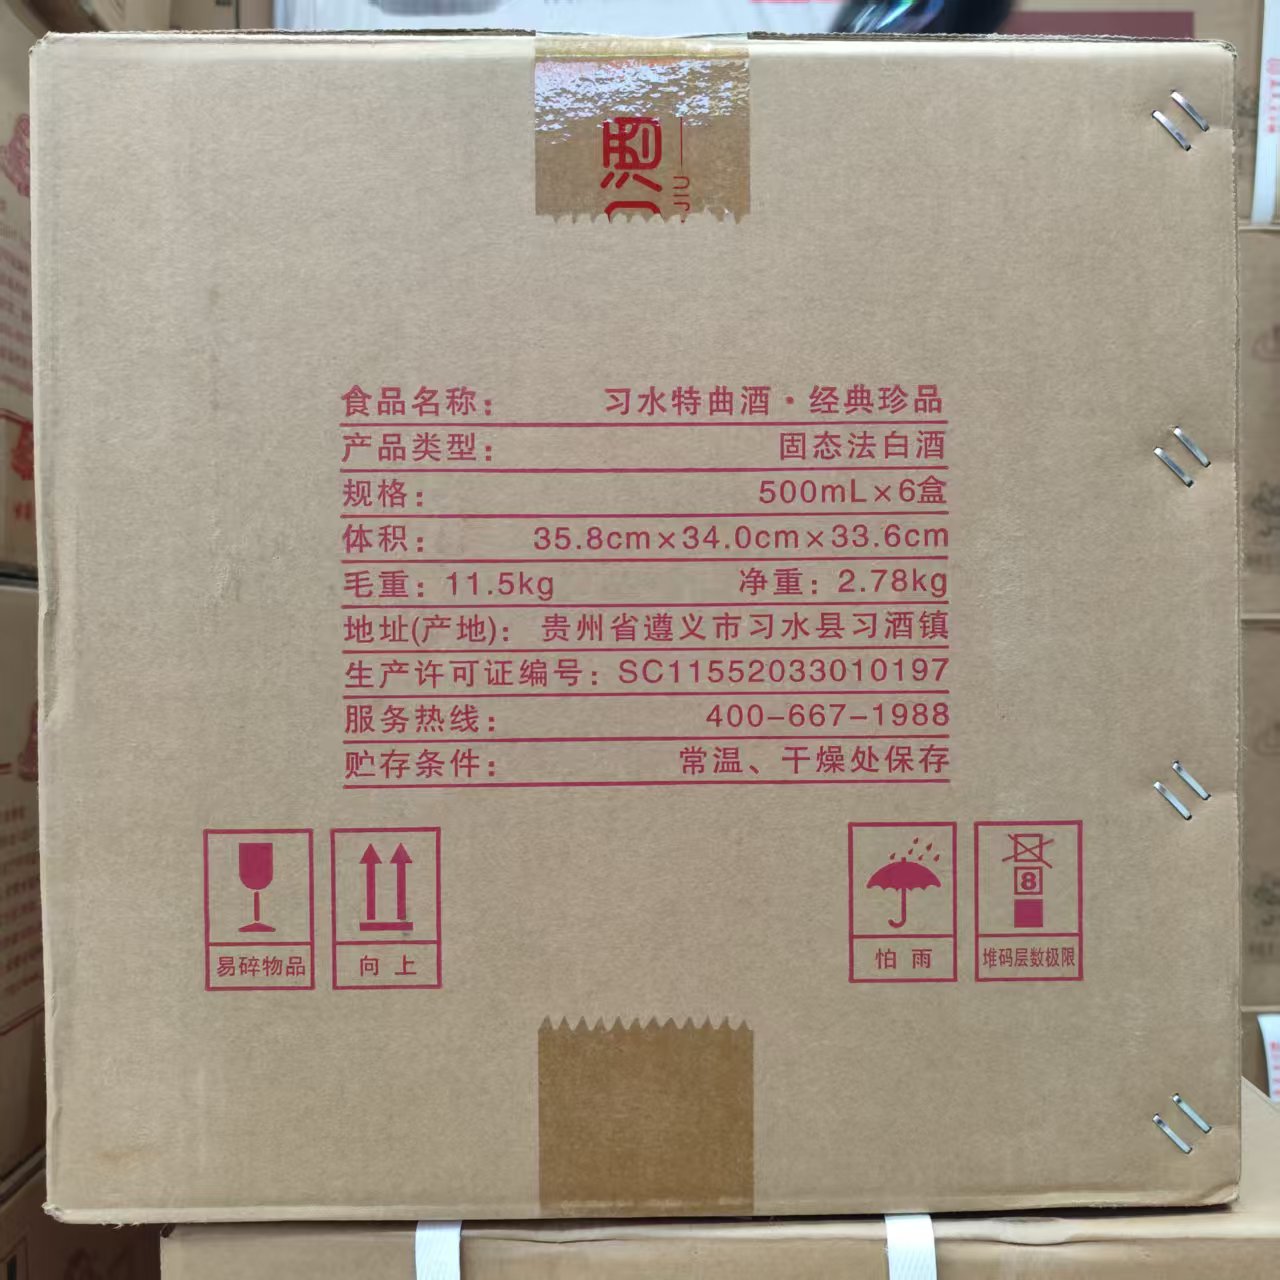 食品名称： 习水特曲酒·经典珍品
产品类型： 固态法白酒
规格： 500mL×6盒
体积： 35.8cm×34.0cm×33.6cm
毛重：11.5kg 净重：2.78kg
地址(产地)： 贵州省遵义市习水县习酒镇
生产许可证编号：SC11552033010197
服务热线： 400-667-1988
贮存条件： 常温、干燥处保存
8
易碎物品 向上 怕雨 堆码层数极限